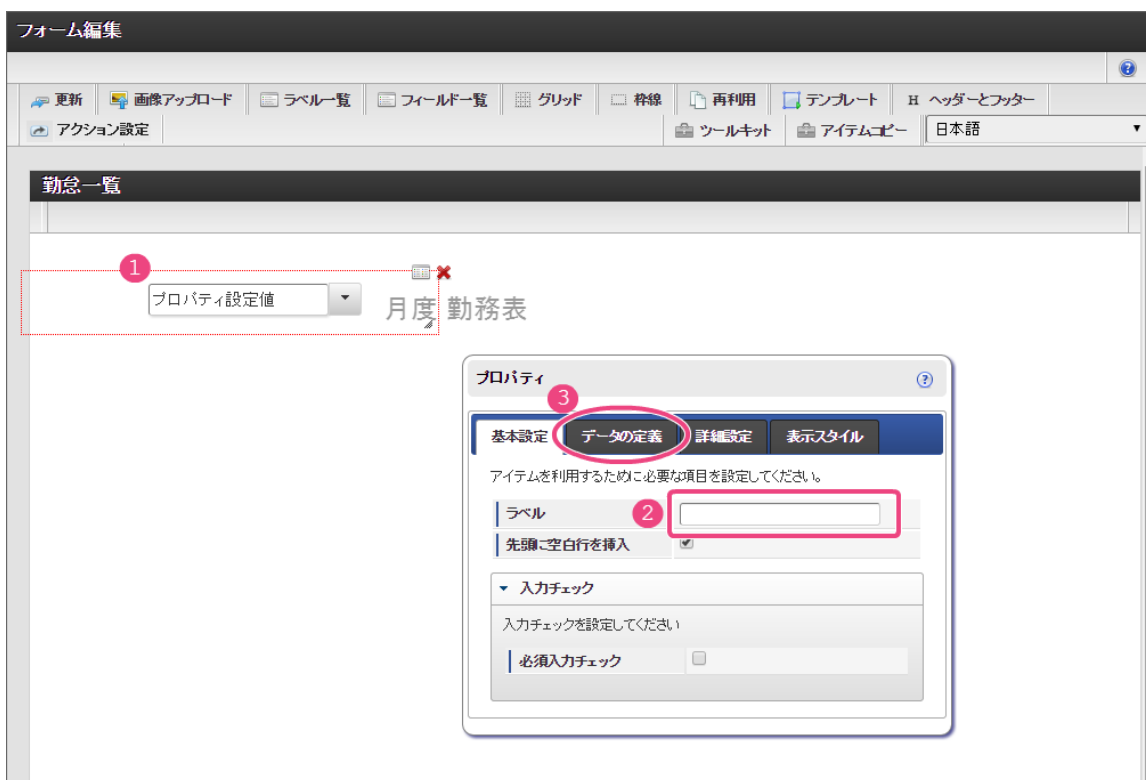 フォーム編集
更新 画像アップロード ラベル一覧 フィールド一覧 グリッド 枠線 再利用 テンプレート H ヘッダーとフッター
アクション設定 ツールキット アイテムコピー 日本語
勤怠一覧
1
プロパティ設定値 月度 勤務表
プロパティ
3
基本設定 データの定義 詳細設定 表示スタイル
アイテムを利用するために必要な項目を設定してください。
ラベル 2
先頭に空白行を挿入
入力チェック
入力チェックを設定してください
必須入力チェック